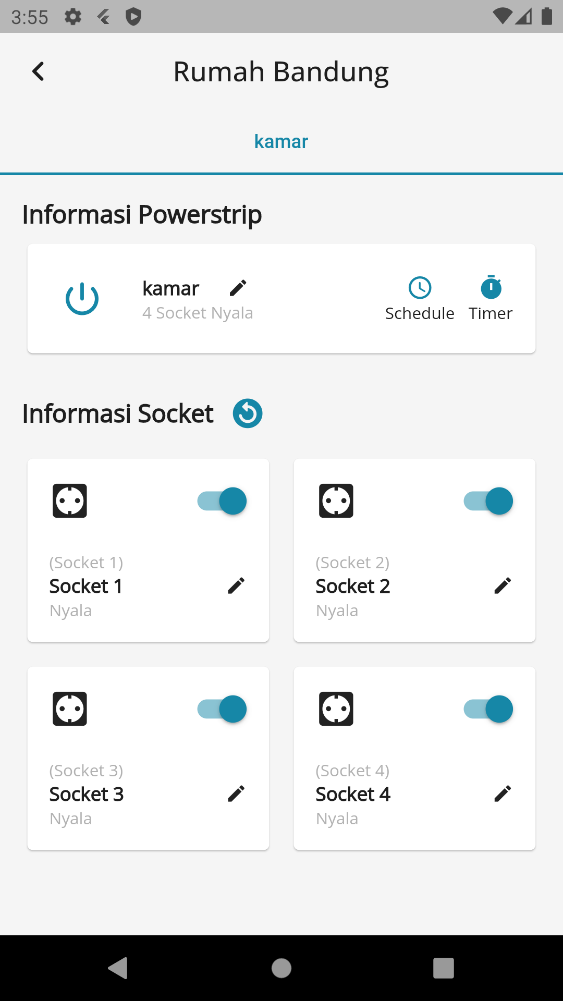 3:55
Rumah Bandung
kamar
Informasi Powerstrip
kamar
4 Socket Nyala
Schedule
Timer
Informasi Socket
(Socket 1)
Socket 1
Nyala
(Socket 2)
Socket 2
Nyala
(Socket 3)
Socket 3
Nyala
(Socket 4)
Socket 4
Nyala